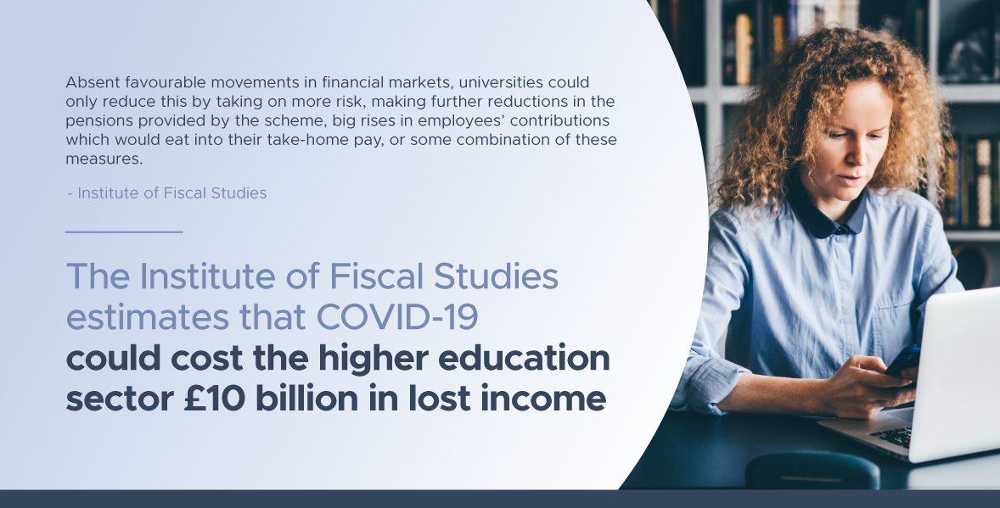 Absent favourable movements in financial markets, universities could
only reduce this by taking on more risk, making further reductions in the
pensions provided by the scheme, big rises in employees’ contributions
which would eat into their take-home pay, or some combination of these
measures.
- Institute of Fiscal Studies
The Institute of Fiscal Studies
estimates that COVID-19
could cost the higher education
sector £10 billion in lost income